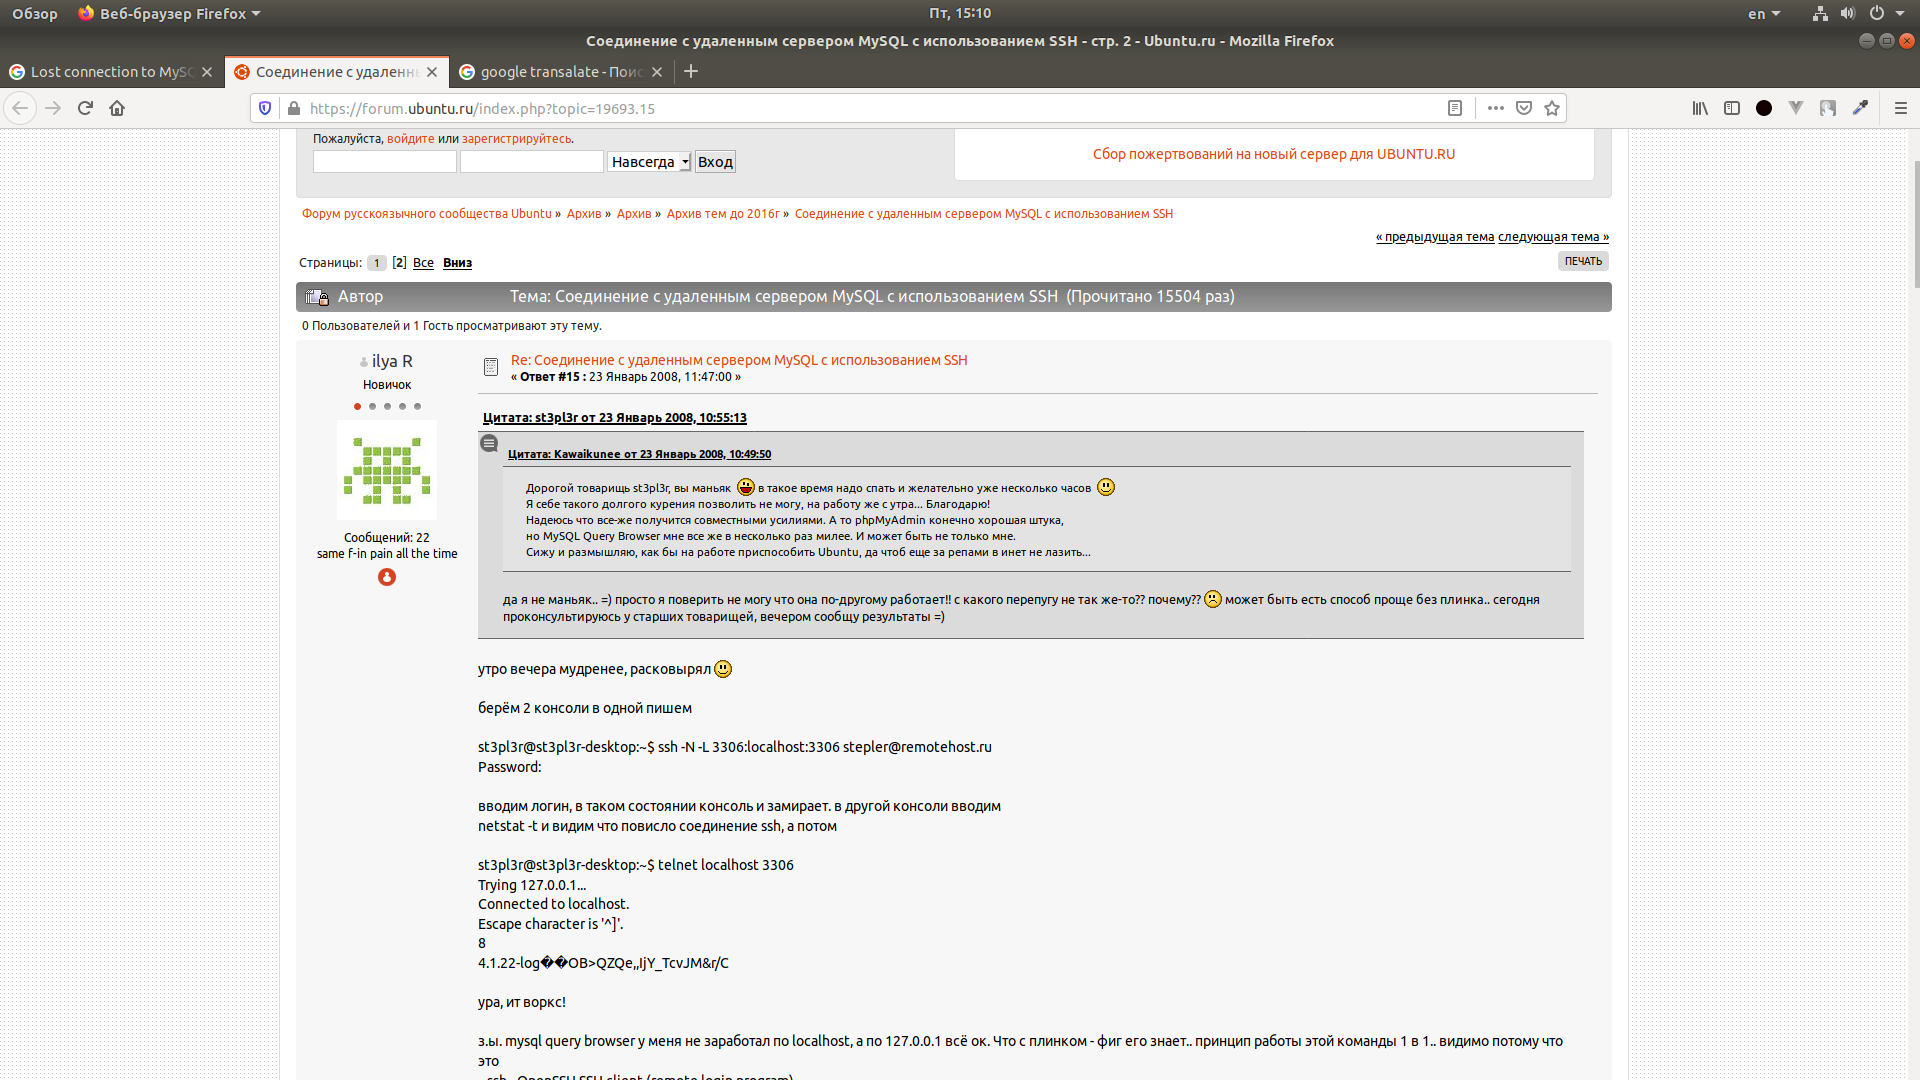 Обзор Веб-браузер Firefox Пт, 15:10 en
Соединение с удаленным сервером MySQL с использованием SSH - стр. 2 - Ubuntu.ru - Mozilla Firefox
Lost connection to MySQ Соединение с удаленны google transalate - Поис
https://forum.ubuntu.ru/index.php?topic=19693.15
Пожалуйста, войдите или зарегистрируйтесь.
Навсегда Вход
Сбор пожертвований на новый сервер для UBUNTU.RU
Форум русскоязычного сообщества Ubuntu » Архив » Архив » Архив тем до 2016г » Соединение с удаленным сервером MySQL с использованием SSH
« предыдущая тема следующая тема »
Страницы: 1 [2] Все Вниз
ПЕЧАТЬ
Автор Тема: Соединение с удаленным сервером MySQL с использованием SSH (Прочитано 15504 раз)
0 Пользователей и 1 Гость просматривают эту тему.
ilya R
Новичок
Сообщений: 22
same f-in pain all the time
Re: Соединение с удаленным сервером MySQL с использованием SSH
« Ответ #15 : 23 Январь 2008, 11:47:00 »
Цитата: st3pl3r от 23 Январь 2008, 10:55:13
Цитата: Kawaikunee от 23 Январь 2008, 10:49:50
Дорогой товарищь st3pl3r, вы маньяк в такое время надо спать и желательно уже несколько часов
Я себе такого долгого курения позволить не могу, на работу же с утра... Благодарю!
Надеюсь что все-же получится совместными усилиями. А то phpMyAdmin конечно хорошая штука,
но MySQL Query Browser мне все же в несколько раз милее. И может быть не только мне.
Сижу и размышляю, как бы на работе приспособить Ubuntu, да чтоб еще за репами в инет не лазить...
да я не маньяк.. =) просто я поверить не могу что она по-другому работает!! с какого перепугу не так же-то?? почему?? может быть есть способ проще без плинка.. сегодня
проконсультируюсь у старших товарищей, вечером сообщу результаты =)
утро вечера мудренее, расковырял
берём 2 консоли в одной пишем
st3pl3r@st3pl3r-desktop:~$ ssh -N -L 3306:localhost:3306 stepler@remotehost.ru
Password:
вводим логин, в таком состоянии консоль и замирает. в другой консоли вводим
netstat -t и видим что повисло соединение ssh, а потом
st3pl3r@st3pl3r-desktop:~$ telnet localhost 3306
Trying 127.0.0.1...
Connected to localhost.
Escape character is '^]'.
8
4.1.22-log��OB>QZQe,,IjY_TcvJM&r/C
ура, ит воркс!
з.ы. mysql query browser у меня не заработал по localhost, а по 127.0.0.1 всё ок. Что с плинком - фиг его знает.. принцип работы этой команды 1 в 1.. видимо потому что
это
ssh - OpenSSH SSH client (remote login program)